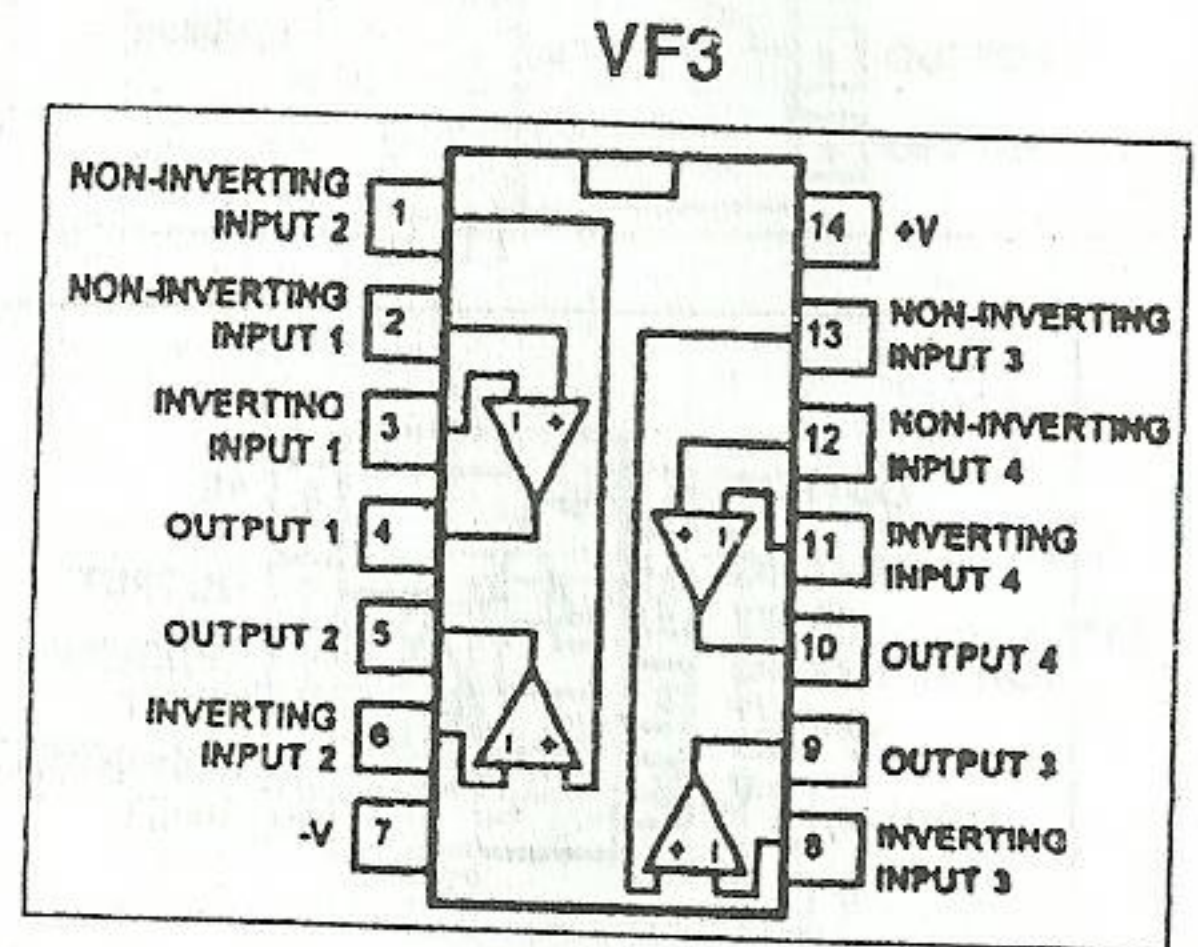 VF3
NON-INVERTING
INPUT 2
1
NON-INVERTING
INPUT 1
2
INVERTING
INPUT 1
3
OUTPUT 1
4
OUTPUT 2
5
INVERTING
INPUT 2
6
-V
7
14
+V
13
NON-INVERTING
INPUT 3
12
NON-INVERTING
INPUT 4
11
INVERTING
INPUT 4
10
OUTPUT 4
9
OUTPUT 3
8
INVERTING
INPUT 3
- +
- +
+ -
+ -